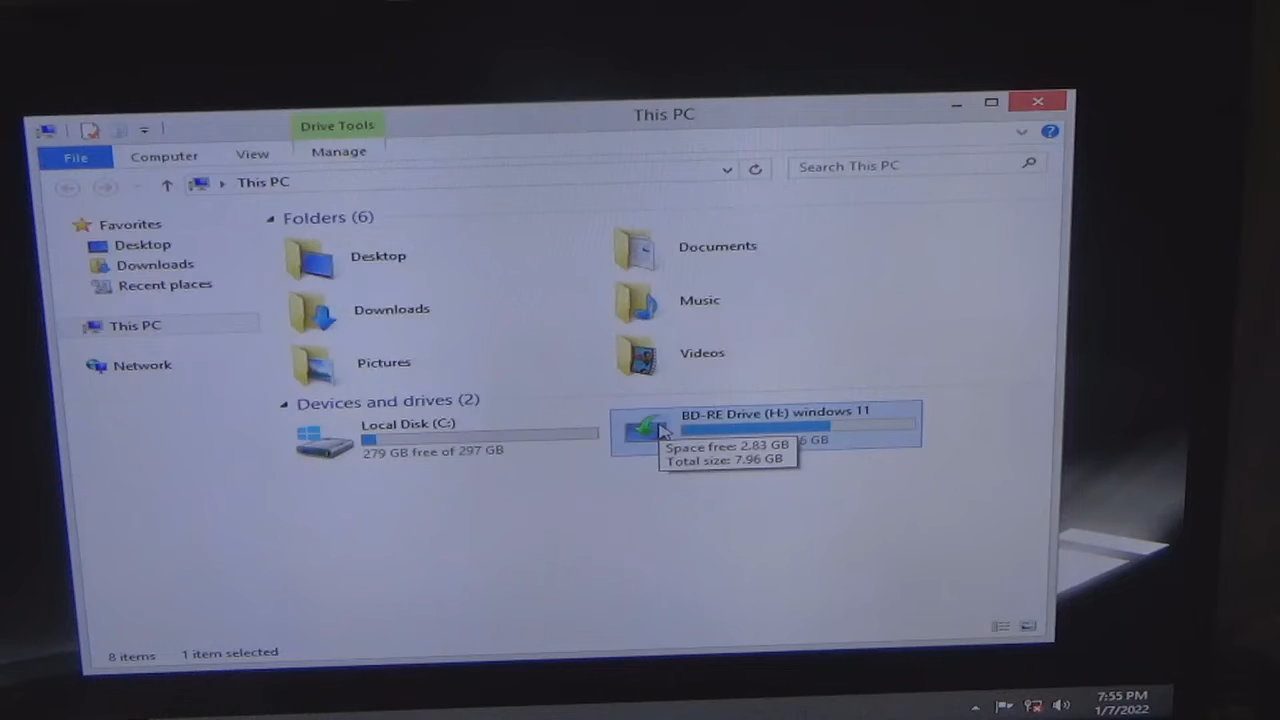 This PC
Drive Tools
File
Computer
View
Manage
This PC
Search This PC
Favorites
Desktop
Downloads
Recent places
This PC
Network
Folders (6)
Desktop
Documents
Downloads
Music
Pictures
Videos
Devices and drives (2)
Local Disk (C:)
279 GB free of 297 GB
BD-RE Drive (H:) windows 11
6 GB
Space free: 2.83 GB
Total size: 7.96 GB
8 items
1 item selected
7:55 PM
1/7/2022